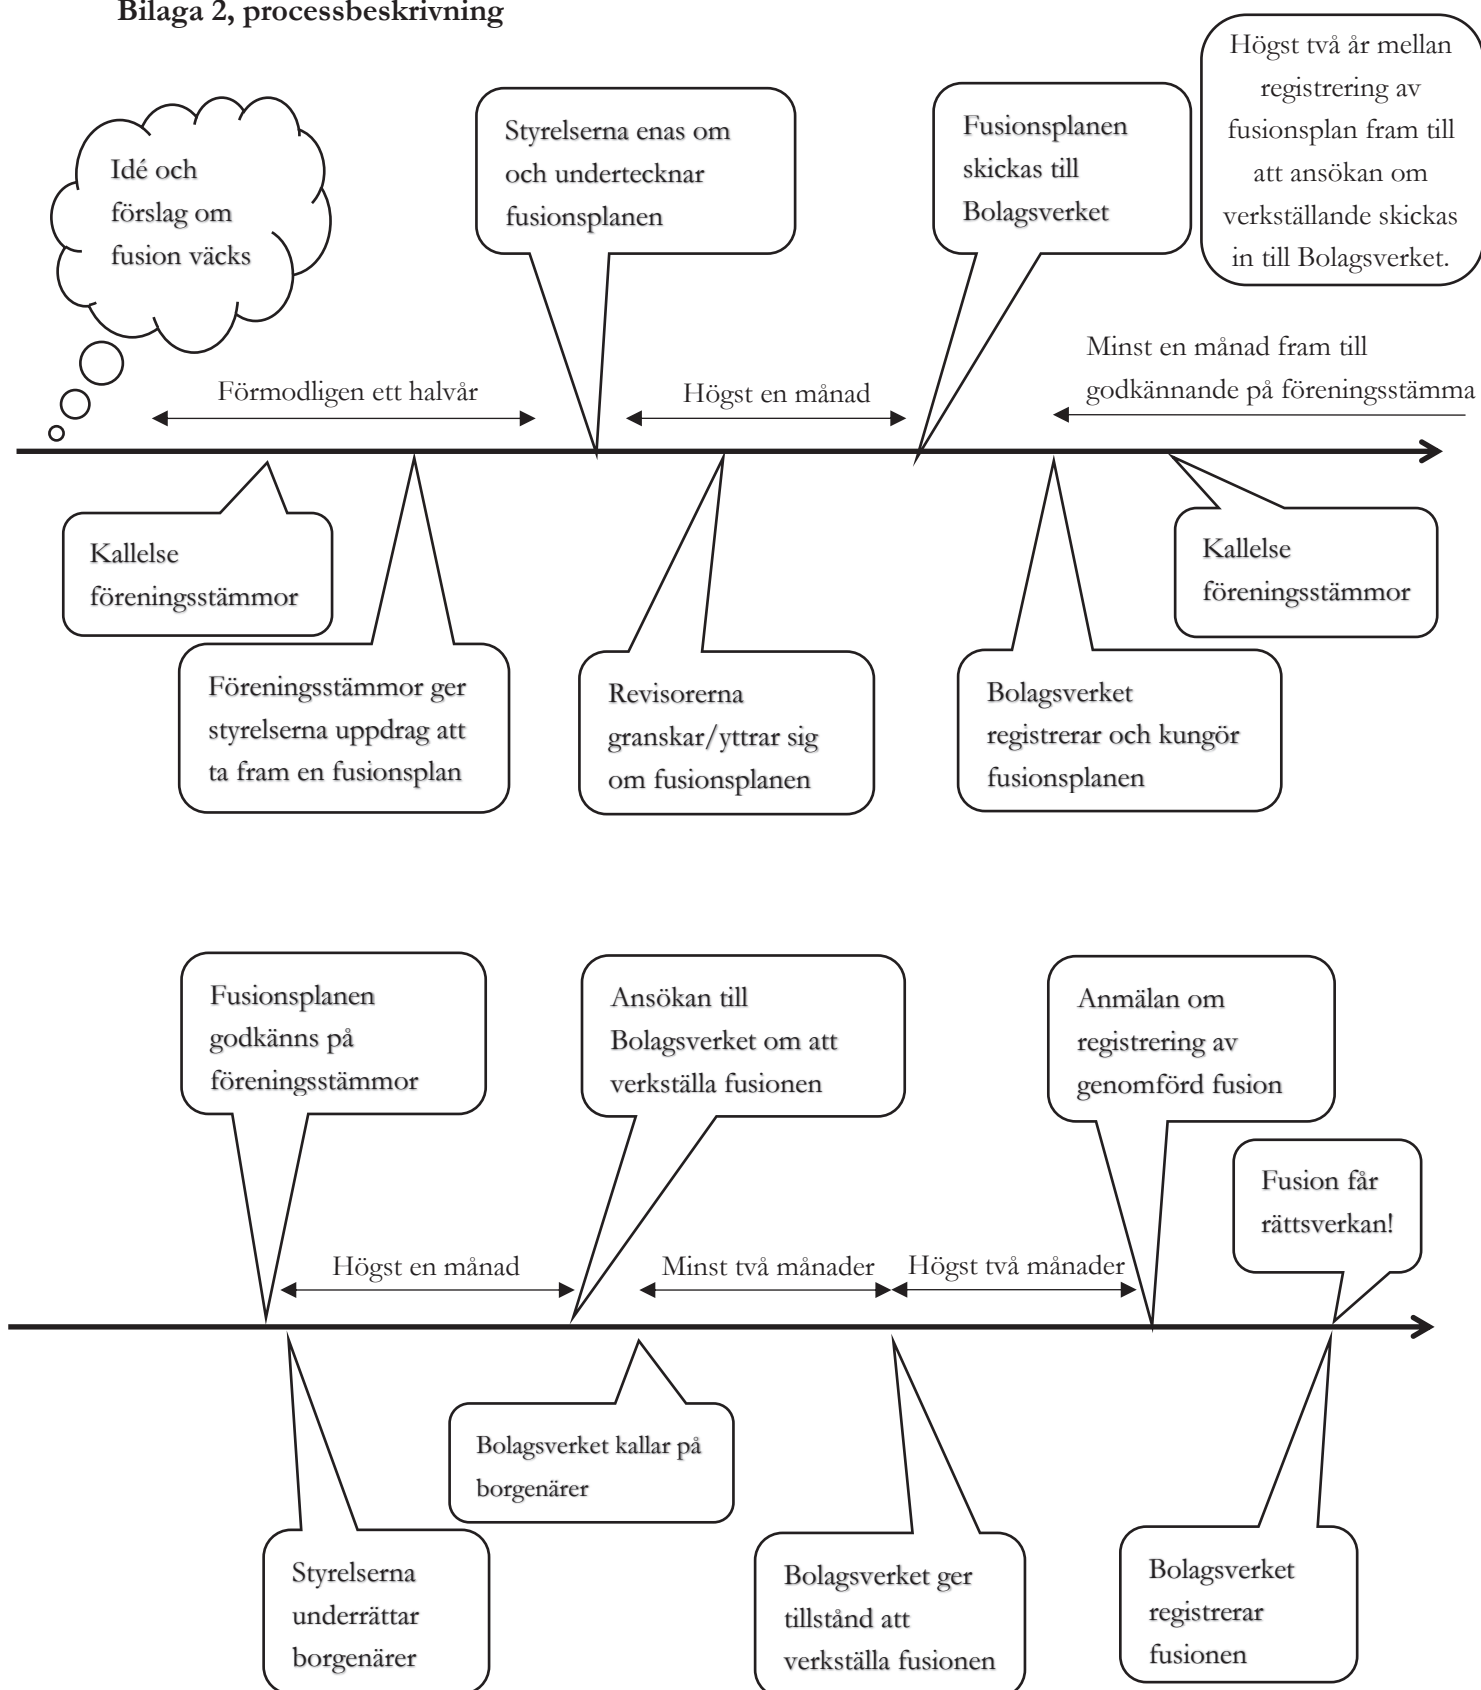 Bilaga 2, processbeskrivning
Idé och
förslag om
fusion väcks
Styrelserna enas om
och undertecknar
fusionsplanen
Fusionsplanen
skickas till
Bolagsverket
Högst två år mellan
registrering av
fusionsplan fram till
att ansökan om
verkställande skickas
in till Bolagsverket.
Förmodligen ett halvår
Högst en månad
Minst en månad fram till
godkännande på föreningsstämma
Kallelse
föreningsstämmor
Föreningsstämmor ger
styrelserna uppdrag att
ta fram en fusionsplan
Revisorerna
granskar/yttrar sig
om fusionsplanen
Bolagsverket
registrerar och kungör
fusionsplanen
Kallelse
föreningsstämmor
Fusionsplanen
godkänns på
föreningsstämmor
Ansökan till
Bolagsverket om att
verkställa fusionen
Anmälan om
registrering av
genomförd fusion
Fusion får
rättsverkan!
Högst en månad
Minst två månader
Högst två månader
Styrelserna
underrättar
borgenärer
Bolagsverket kallar på
borgenärer
Bolagsverket ger
tillstånd att
verkställa fusionen
Bolagsverket
registrerar
fusionen